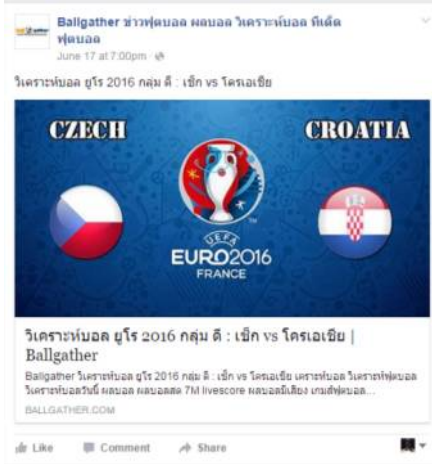 Ballgather ข่าวฟุตบอล ผลบอล วิเคราะห์บอล ทีเด็ด
ฟุตบอล
June 17 at 7:00pm
วิเคราะห์บอล ยูโร 2016 กลุ่ม ดี : เช็ก vs โครเอเชีย
CZECH
CROATIA
UEFA
EURO2016
FRANCE
วิเคราะห์บอล ยูโร 2016 กลุ่ม ดี : เช็ก vs โครเอเชีย |
Ballgather
Ballgather วิเคราะห์บอล ยูโร 2016 กลุ่ม ดี : เช็ก vs โครเอเชีย เคราะห์บอล วิเคราะห์ฟุตบอล
วิเคราะห์บอลวันนี้ ผลบอล ผลบอลสด 7M livescore ผลบอลมีเสียง เกมส์ฟุตบอล...
BALLGATHER.COM
Like
Comment
Share